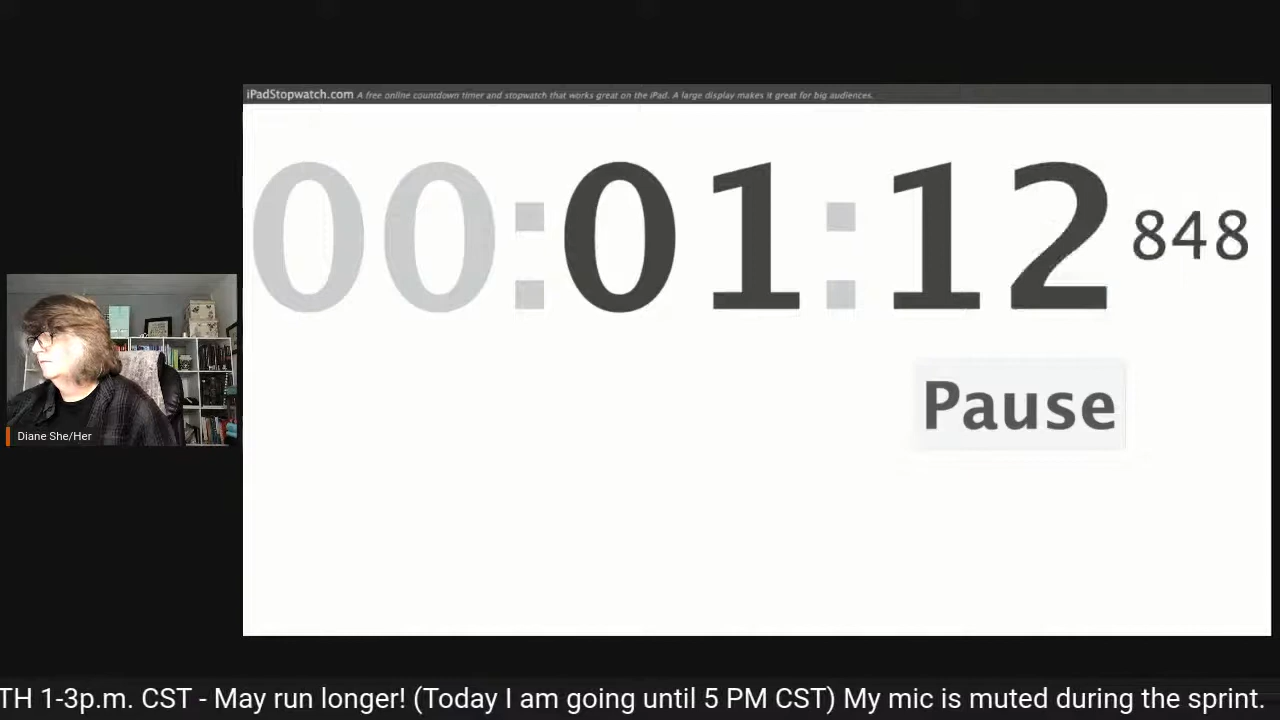 iPadStopwatch.com A free online countdown timer and stopwatch that works great on the iPad. A large display makes it great for big audiences.
00:01:12 848
Pause
Diane She/Her
TH 1-3p.m. CST - May run longer! (Today I am going until 5 PM CST) My mic is muted during the sprint.